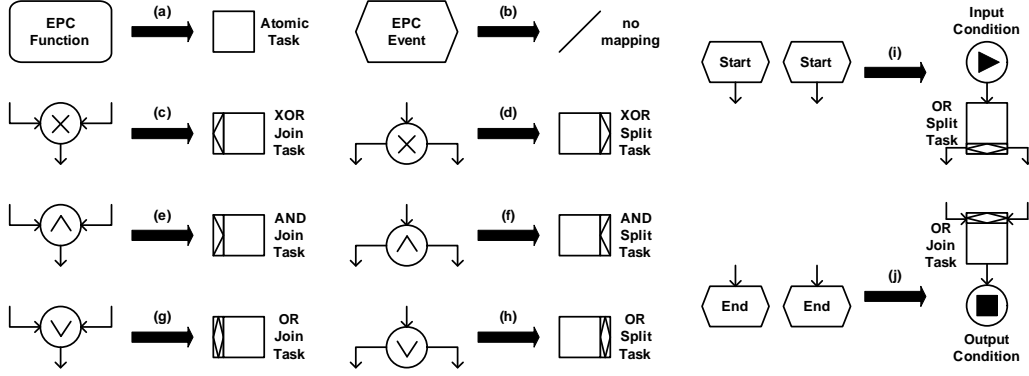 EPC
Function
(a)
Atomic
Task
EPC
Event
(b)
no
mapping
(c)
XOR
Join
Task
(d)
XOR
Split
Task
(e)
AND
Join
Task
(f)
AND
Split
Task
(g)
OR
Join
Task
(h)
OR
Split
Task
Start
Start
(i)
Input
Condition
OR
Split
Task
End
End
(j)
OR
Join
Task
Output
Condition